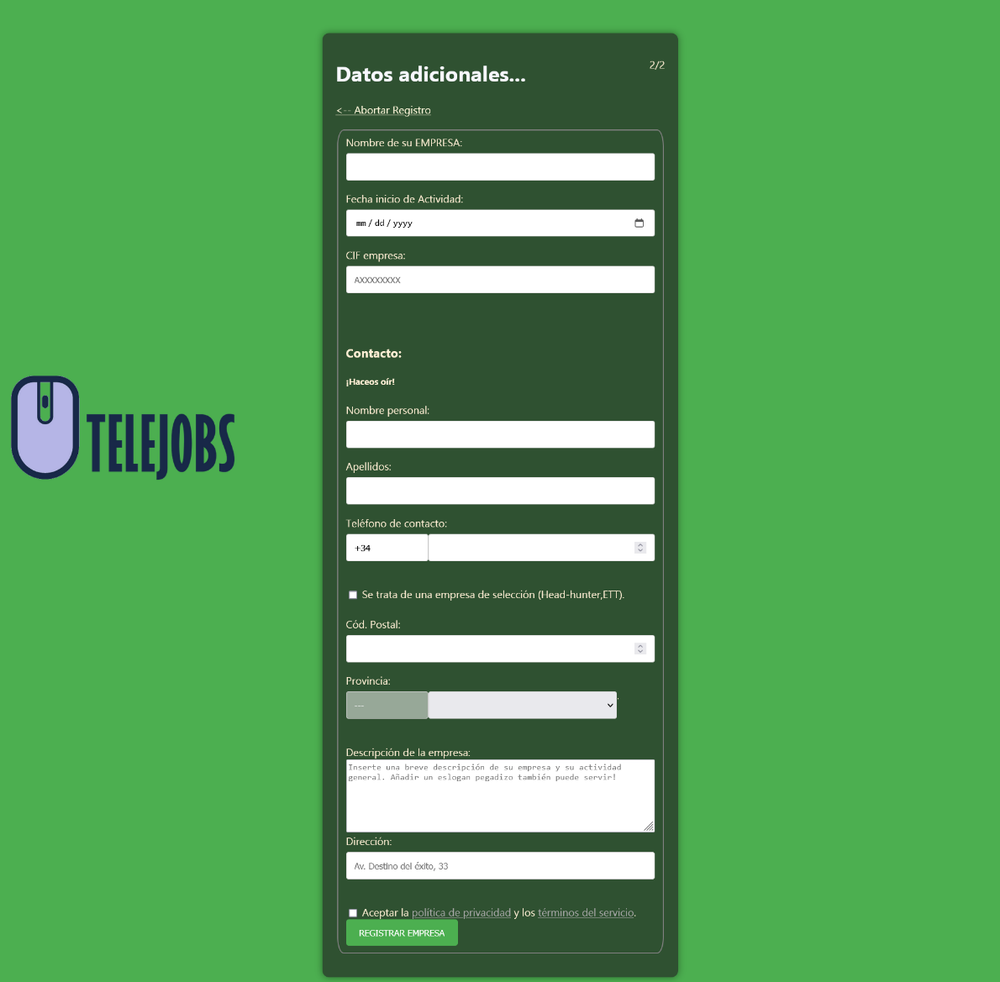 2/2
Datos adicionales...
<-- Abortar Registro
Nombre de su EMPRESA:
Fecha inicio de Actividad:
mm / dd / yyyy
CIF empresa:
AXXXXXXXX
Contacto:
¡Haceos oír!
TELEJOBS
Nombre personal:
Apellidos:
Teléfono de contacto:
+34
Se trata de una empresa de selección (Head-hunter,ETT).
Cód. Postal:
Provincia:
---
.
Descripción de la empresa:
Inserte una breve descripción de su empresa y su actividad
general. Añadir un eslogan pegadizo también puede servir!
Dirección:
Av. Destino del éxito, 33
Aceptar la política de privacidad y los términos del servicio.
REGISTRAR EMPRESA